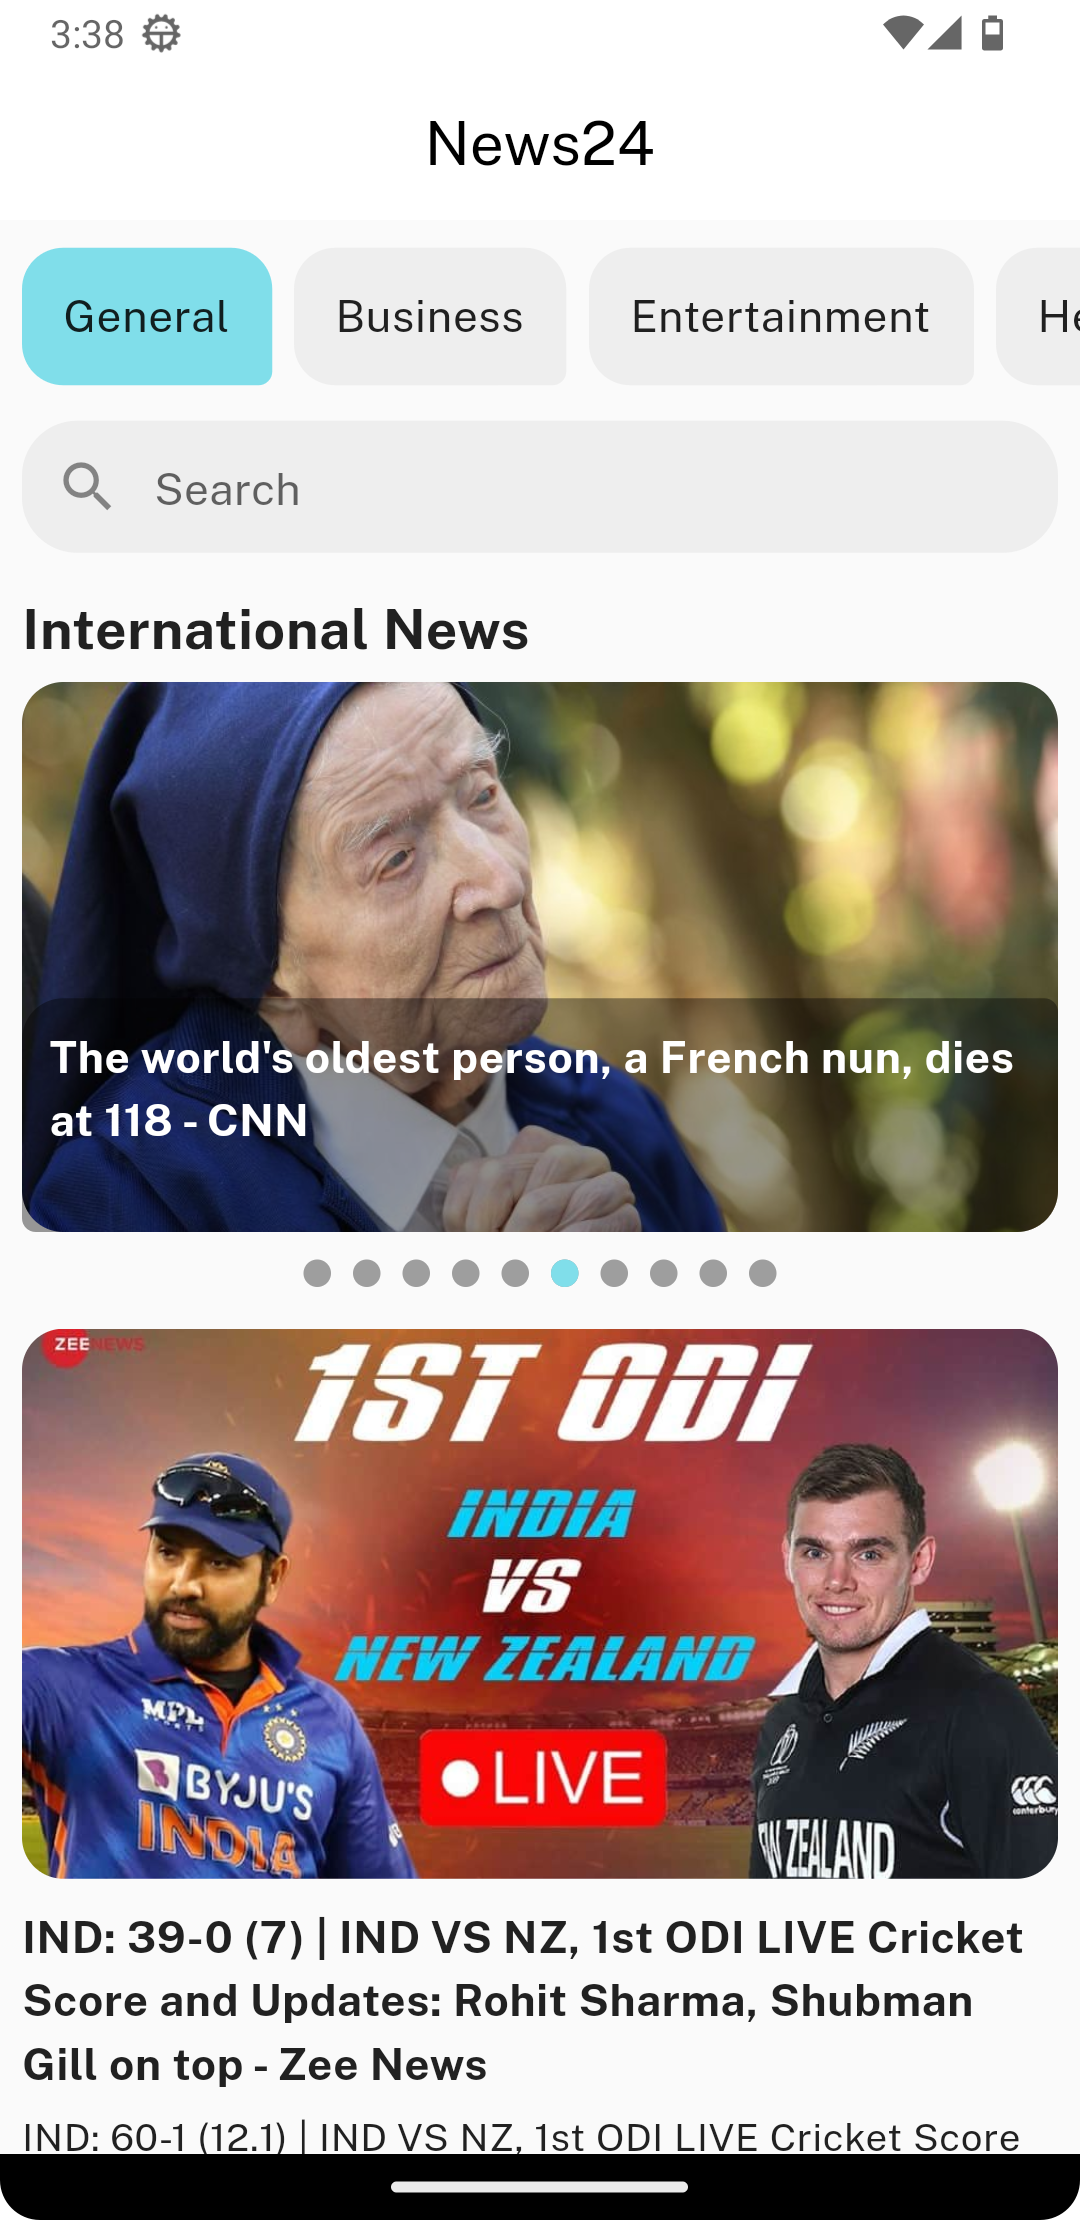 3:38
News24
General
Business
Entertainment
He
Search
International News
The world's oldest person, a French nun, dies
at 118 - CNN
ZEE NEWS
1ST ODI
INDIA
VS
NEW ZEALAND
LIVE
MPL
SPORTS
BYJU'S
INDIA
EW ZEALAND
canterbury
IND: 39-0 (7) | IND VS NZ, 1st ODI LIVE Cricket
Score and Updates: Rohit Sharma, Shubman
Gill on top - Zee News
IND: 60-1 (12.1) | IND VS NZ, 1st ODI LIVE Cricket Score